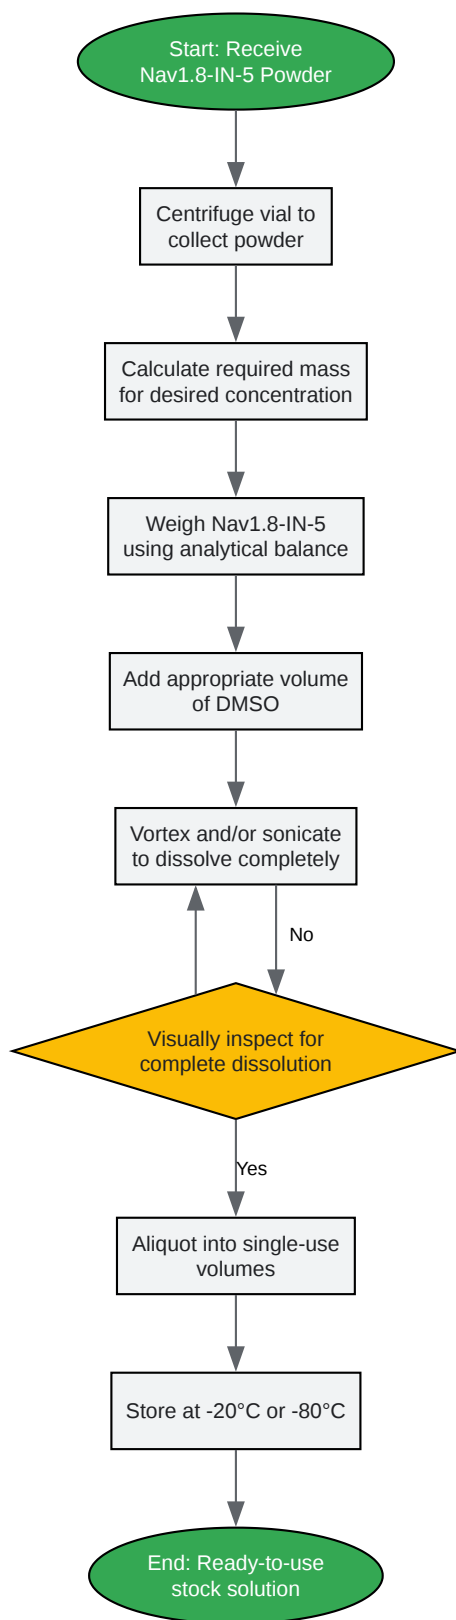 Start: Receive
Nav1.8-IN-5 Powder
Centrifuge vial to
collect powder
Calculate required mass
for desired concentration
Weigh Nav1.8-IN-5
using analytical balance
Add appropriate volume
of DMSO
Vortex and/or sonicate
to dissolve completely
No
Visually inspect for
complete dissolution
Yes
Aliquot into single-use
volumes
Store at -20°C or -80°C
End: Ready-to-use
stock solution